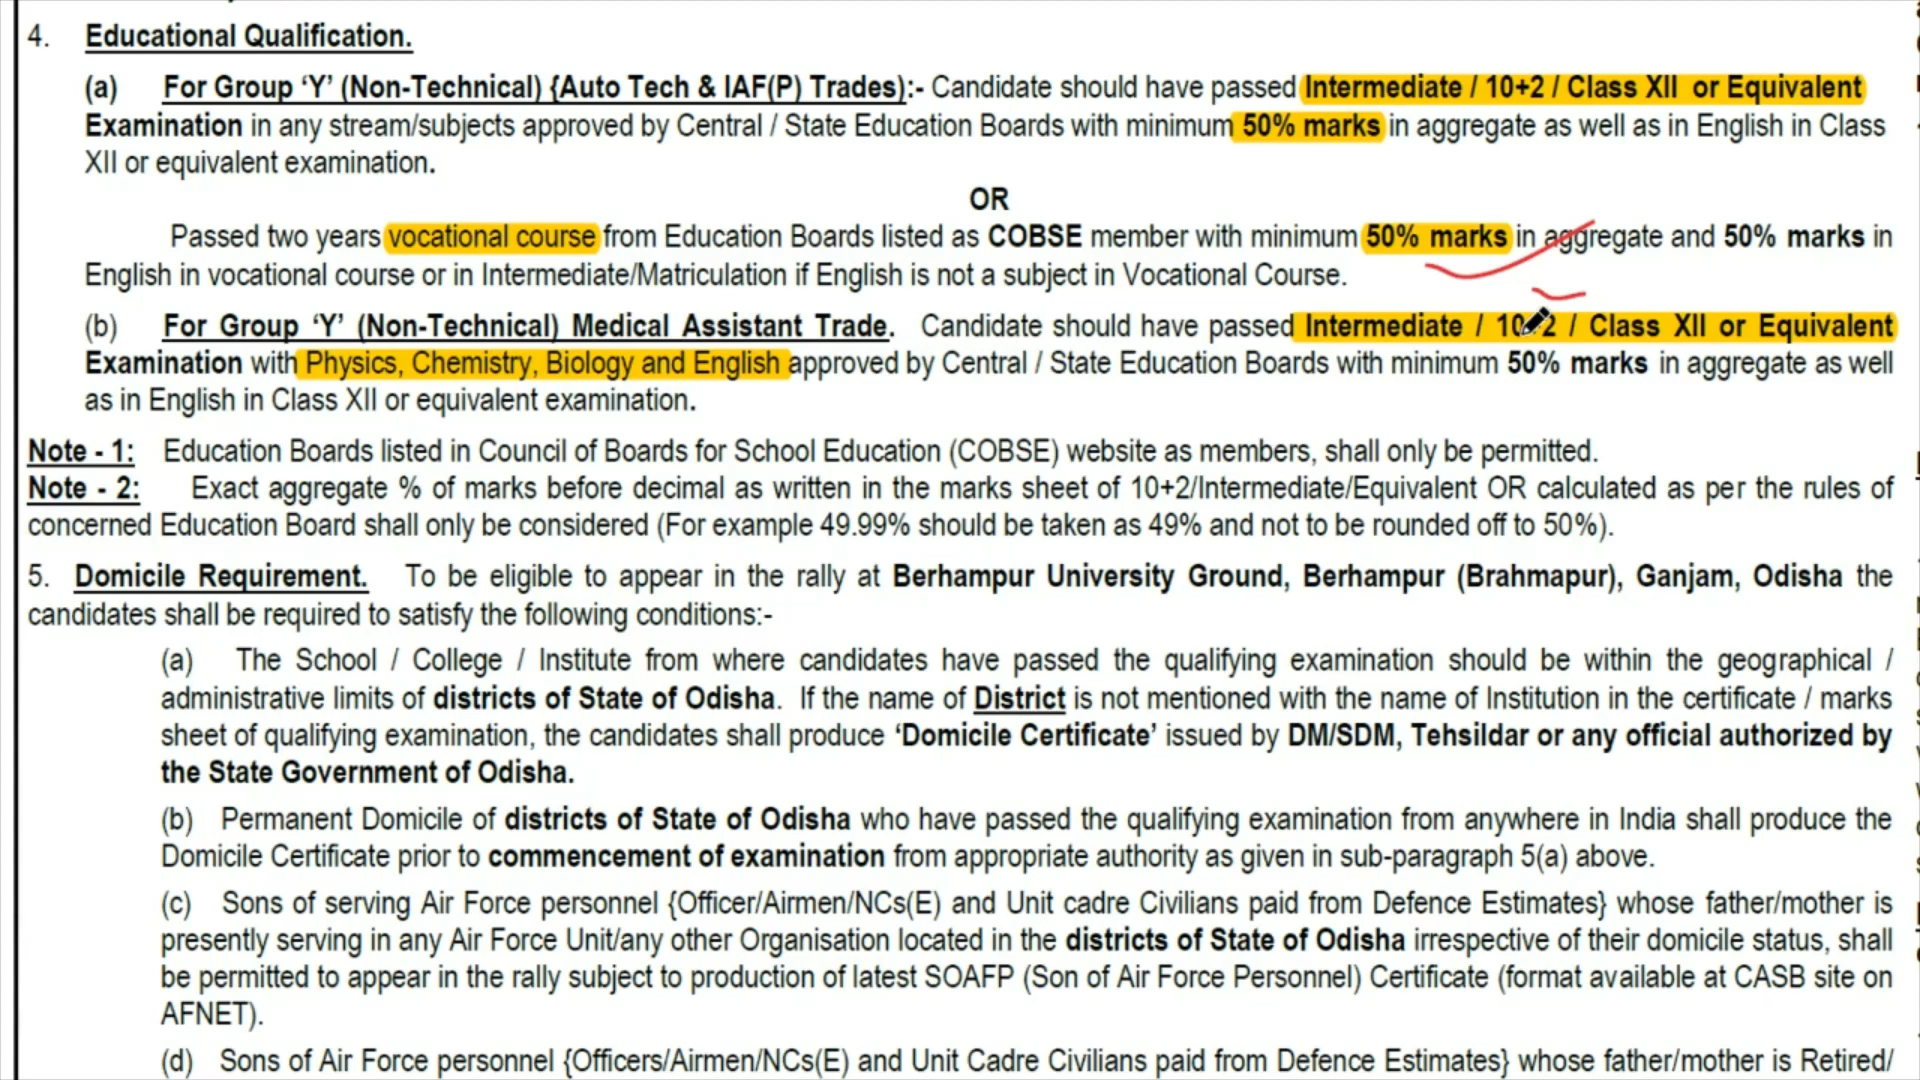 4. Educational Qualification.
(a) For Group ‘Y’ (Non-Technical) {Auto Tech & IAF(P) Trades):- Candidate should have passed Intermediate / 10+2 / Class XII or Equivalent
Examination in any stream/subjects approved by Central / State Education Boards with minimum 50% marks in aggregate as well as in English in Class
XII or equivalent examination.
OR
Passed two years vocational course from Education Boards listed as COBSE member with minimum 50% marks in aggregate and 50% marks in
English in vocational course or in Intermediate/Matriculation if English is not a subject in Vocational Course.
(b) For Group ‘Y’ (Non-Technical) Medical Assistant Trade. Candidate should have passed Intermediate / 10+2 / Class XII or Equivalent
Examination with Physics, Chemistry, Biology and English approved by Central / State Education Boards with minimum 50% marks in aggregate as well
as in English in Class XII or equivalent examination.
Note - 1: Education Boards listed in Council of Boards for School Education (COBSE) website as members, shall only be permitted.
Note - 2: Exact aggregate % of marks before decimal as written in the marks sheet of 10+2/Intermediate/Equivalent OR calculated as per the rules of
concerned Education Board shall only be considered (For example 49.99% should be taken as 49% and not to be rounded off to 50%).
5. Domicile Requirement. To be eligible to appear in the rally at Berhampur University Ground, Berhampur (Brahmapur), Ganjam, Odisha the
candidates shall be required to satisfy the following conditions:-
(a) The School / College / Institute from where candidates have passed the qualifying examination should be within the geographical /
administrative limits of districts of State of Odisha. If the name of District is not mentioned with the name of Institution in the certificate / marks
sheet of qualifying examination, the candidates shall produce ‘Domicile Certificate’ issued by DM/SDM, Tehsildar or any official authorized by
the State Government of Odisha.
(b) Permanent Domicile of districts of State of Odisha who have passed the qualifying examination from anywhere in India shall produce the
Domicile Certificate prior to commencement of examination from appropriate authority as given in sub-paragraph 5(a) above.
(c) Sons of serving Air Force personnel {Officer/Airmen/NCs(E) and Unit cadre Civilians paid from Defence Estimates} whose father/mother is
presently serving in any Air Force Unit/any other Organisation located in the districts of State of Odisha irrespective of their domicile status, shall
be permitted to appear in the rally subject to production of latest SOAFP (Son of Air Force Personnel) Certificate (format available at CASB site on
AFNET).
(d) Sons of Air Force personnel {Officers/Airmen/NCs(E) and Unit Cadre Civilians paid from Defence Estimates} whose father/mother is Retired/